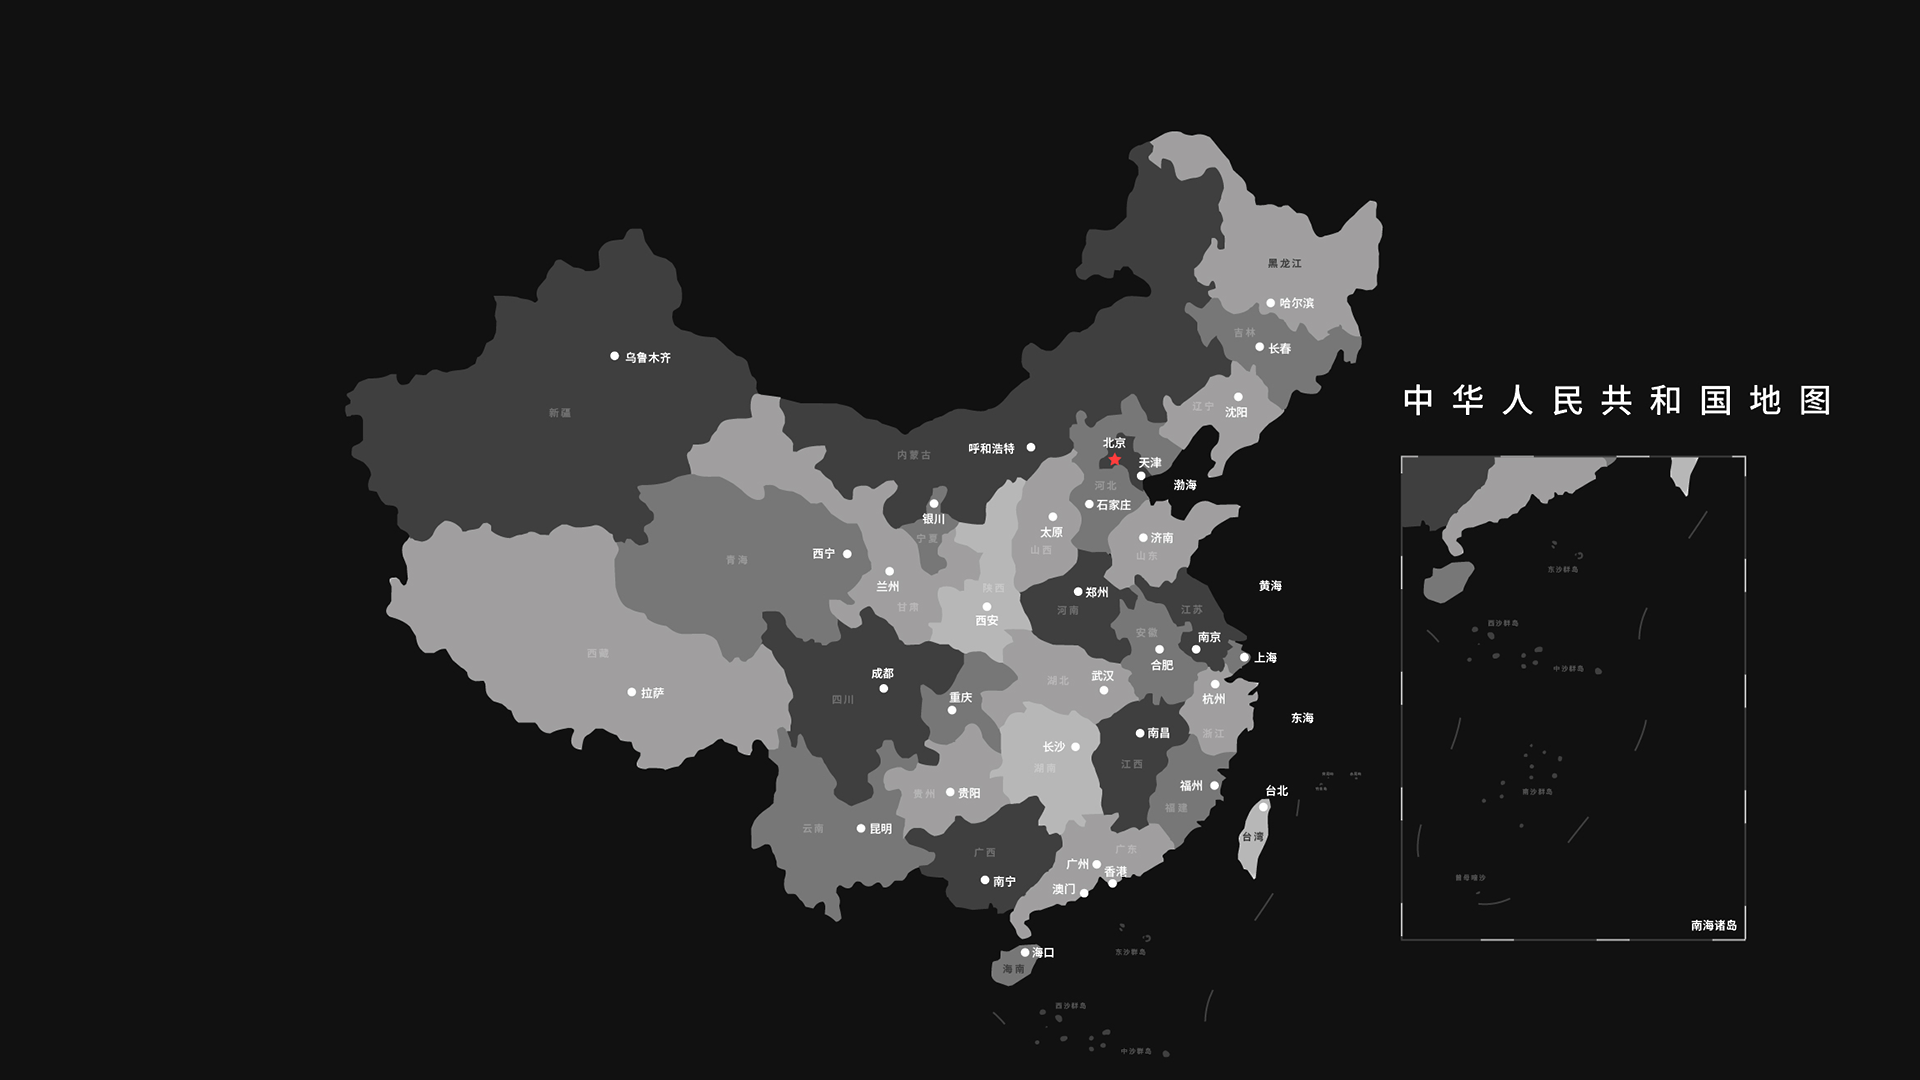 黑龙江
哈尔滨
吉林
长春
乌鲁木齐
新疆
辽宁
沈阳
中华人民共和国地图
呼和浩特
内蒙古
北京
天津
河北
渤海
石家庄
银川
宁夏
太原
山西
济南
山东
西宁
青海
兰州
甘肃
陕西
西安
郑州
河南
黄海
江苏
安徽
南京
合肥
上海
西藏
拉萨
成都
四川
重庆
湖北
武汉
杭州
浙江
东海
南昌
江西
长沙
湖南
福州
福建
台北
台湾
贵州
贵阳
云南
昆明
广西
南宁
广东
广州
香港
澳门
海口
海南
东沙群岛
西沙群岛
中沙群岛
东沙群岛
西沙群岛
中沙群岛
南沙群岛
曾母暗沙
南海诸岛